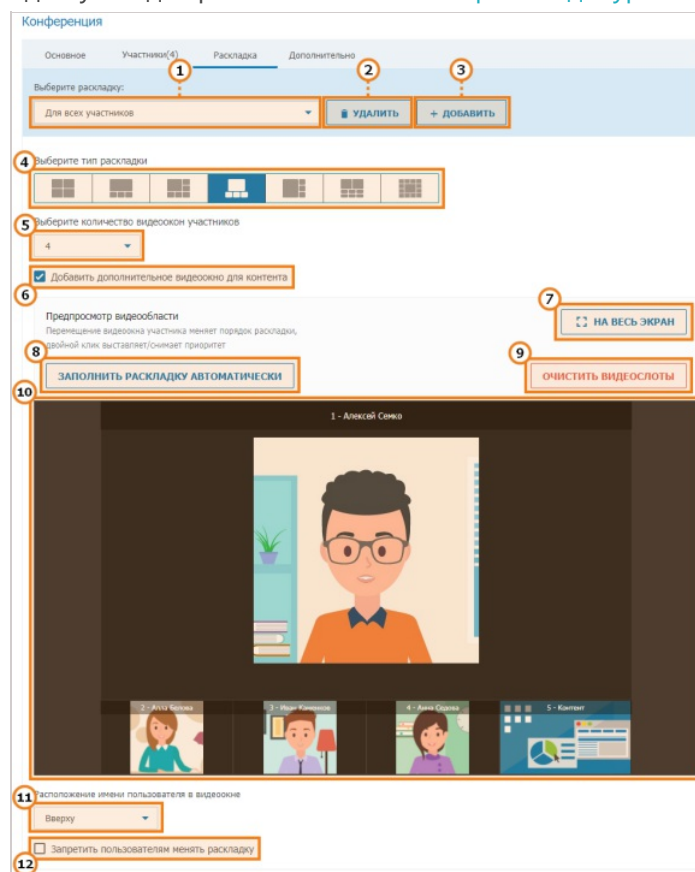 Конференция
Основное Участники(4) Раскладка Дополнительно
1 2 3
Выберите раскладку:
Для всех участников УДАЛИТЬ + ДОБАВИТЬ
4 Выберите тип раскладки
5 Выберите количество видеоокон участников
4
Добавить дополнительное видеоокно для контента
6
7
Предпросмотр видеообласти
Перемещение видеоокна участника меняет порядок раскладки,
двойной клик выставляет/снимает приоритет
НА ВЕСЬ ЭКРАН
8 9
ЗАПОЛНИТЬ РАСКЛАДКУ АВТОМАТИЧЕСКИ ОЧИСТИТЬ ВИДЕОСЛОТЫ
10
1 - Алексей Семко
2 - Алла Белова 3 - Иван 4 - Анна Седова 5 - Контент
11 Расположение имени пользователя в видеоокне
Вверху
Запретить пользователям менять раскладку
12